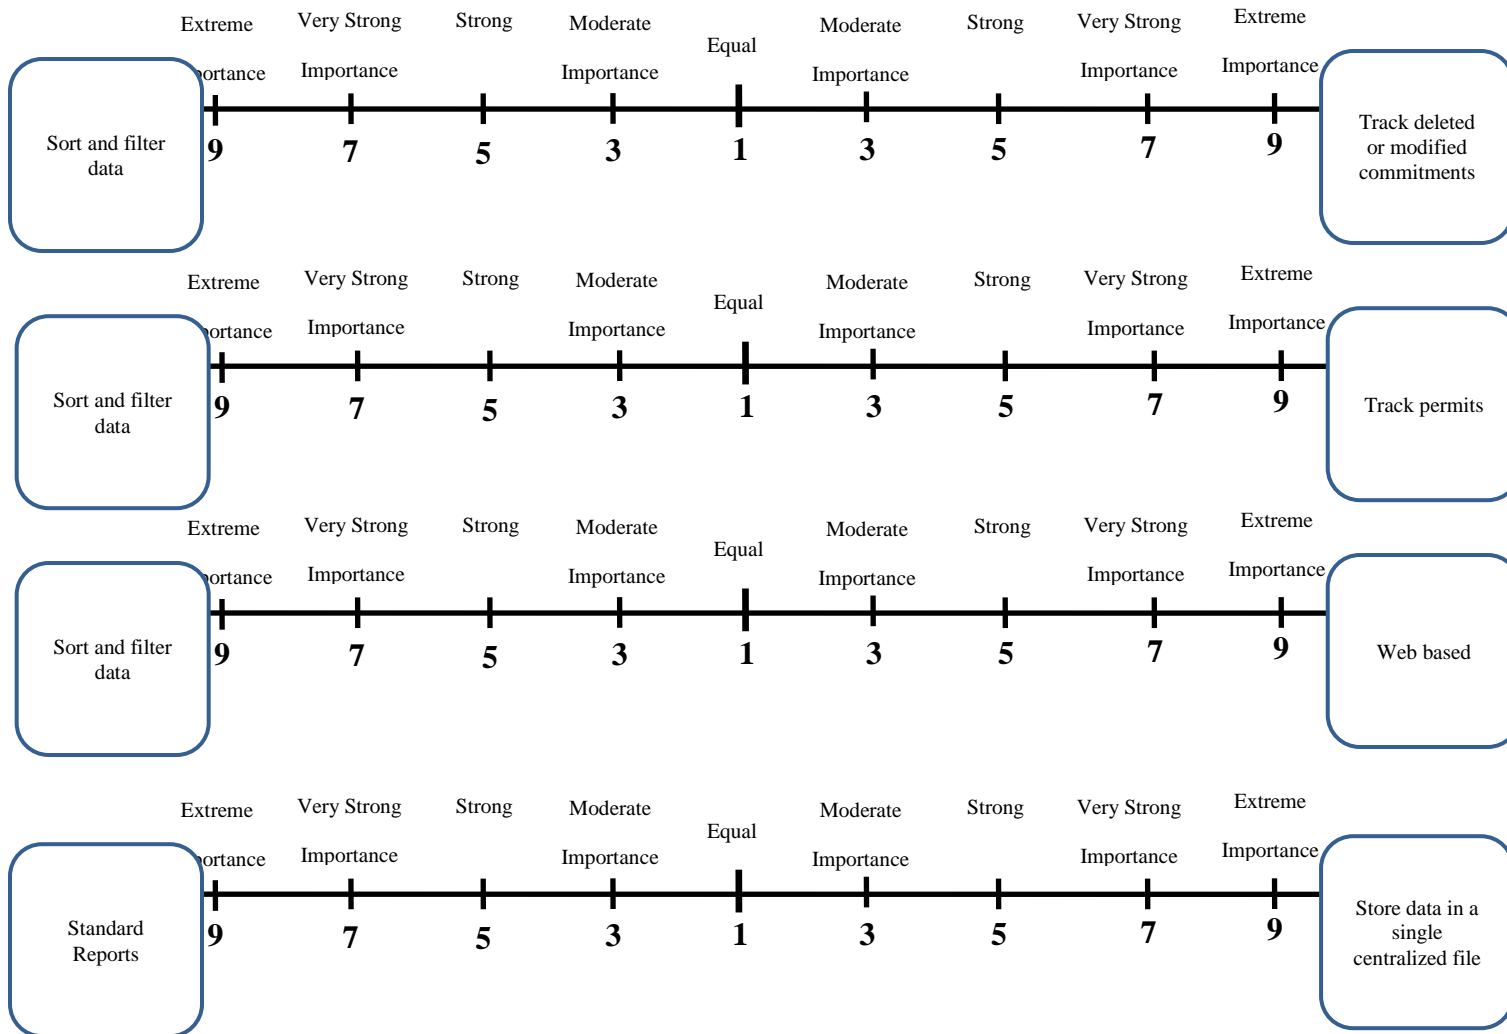 Extreme Very Strong Strong Moderate Equal Moderate Strong Very Strong Extreme
portance Importance Importance Importance Importance Importance
Sort and filter
data
9 7 5 3 1 3 5 7 9
Track deleted
or modified
commitments
Extreme Very Strong Strong Moderate Equal Moderate Strong Very Strong Extreme
portance Importance Importance Importance Importance Importance
Sort and filter
data
9 7 5 3 1 3 5 7 9
Track permits
Extreme Very Strong Strong Moderate Equal Moderate Strong Very Strong Extreme
portance Importance Importance Importance Importance Importance
Sort and filter
data
9 7 5 3 1 3 5 7 9
Web based
Extreme Very Strong Strong Moderate Equal Moderate Strong Very Strong Extreme
portance Importance Importance Importance Importance Importance
Standard
Reports
9 7 5 3 1 3 5 7 9
Store data in a
single
centralized file